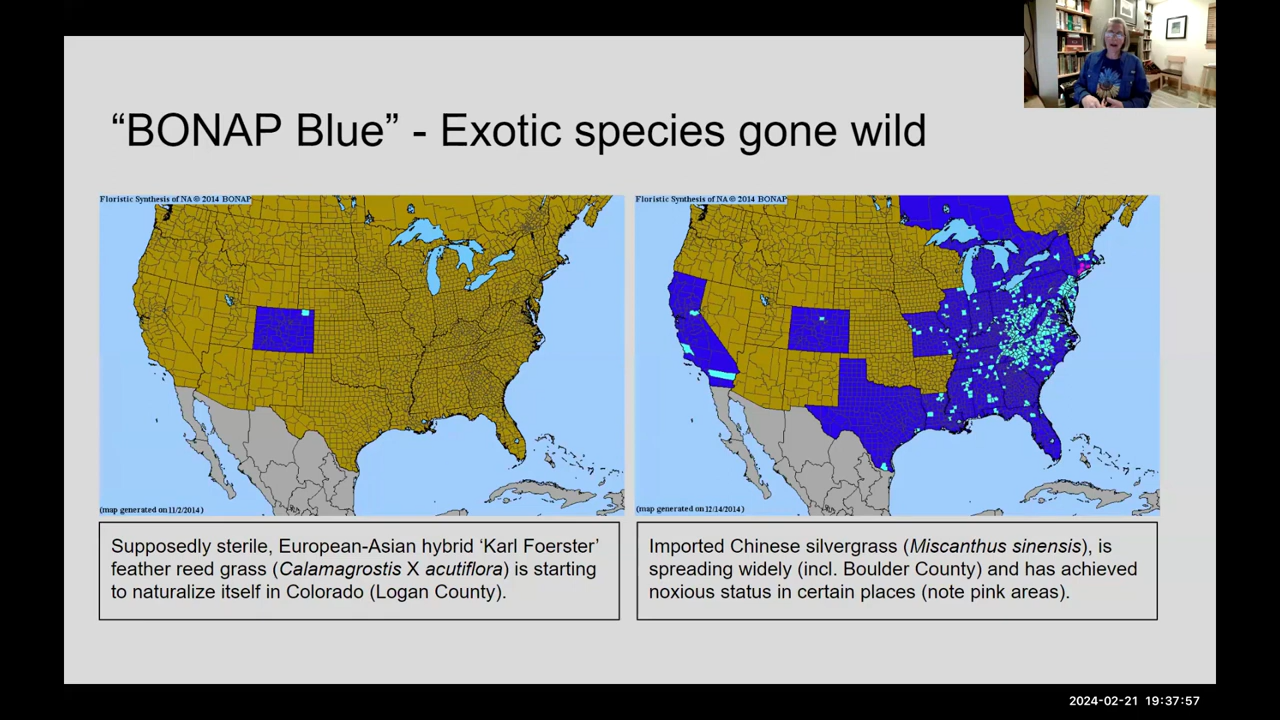 “BONAP Blue” - Exotic species gone wild
Floristic Synthesis of NA © 2014 BONAP
(map generated on 11/2/2014)
Floristic Synthesis of NA © 2014 BONAP
(map generated on 12/14/2014)
Supposedly sterile, European-Asian hybrid ‘Karl Foerster’
feather reed grass (Calamagrostis X acutiflora) is starting
to naturalize itself in Colorado (Logan County).
Imported Chinese silvergrass (Miscanthus sinensis), is
spreading widely (incl. Boulder County) and has achieved
noxious status in certain places (note pink areas).
2024-02-21 19:37:57